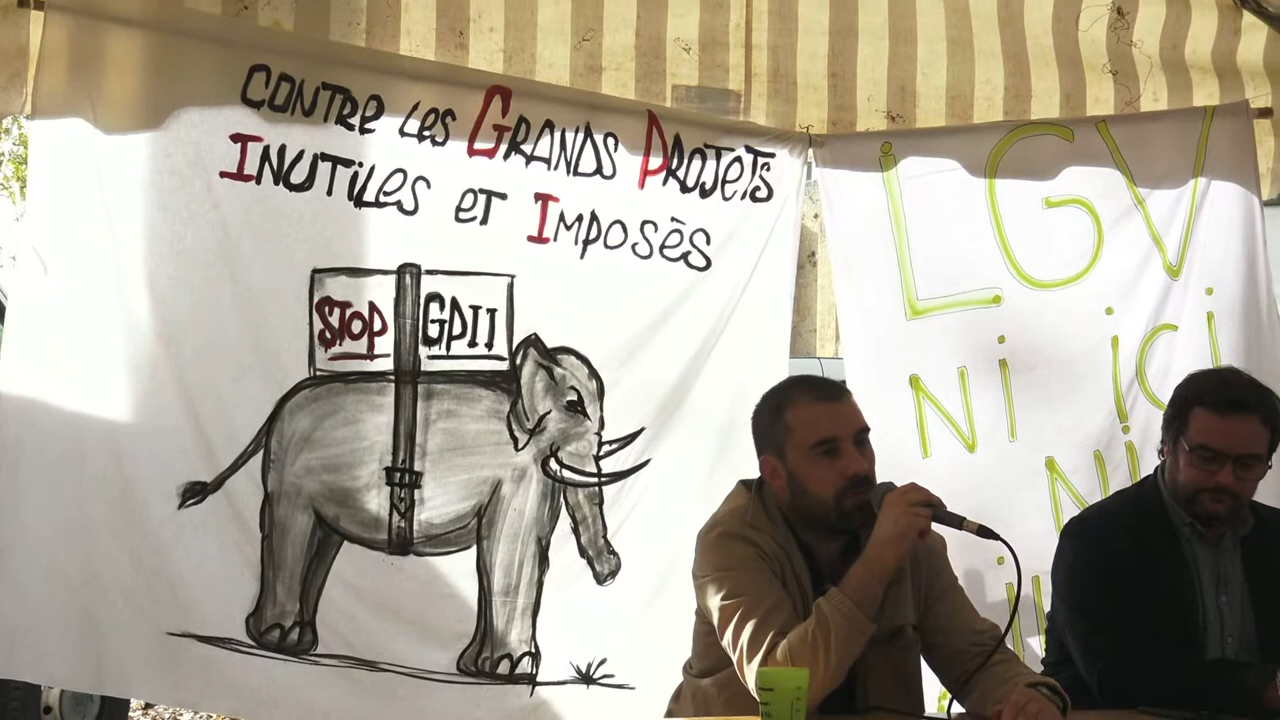 CONTRE LES GRANDS PROJETS
INUTILES ET IMPOSÉS
STOP GPII
LGV
Ni iCi
Ni